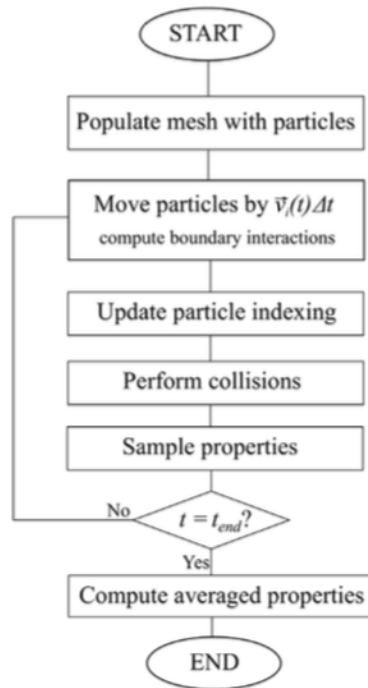 START
Populate mesh with particles
Move particles by v⃗ᵢ(t)Δt
compute boundary interactions
Update particle indexing
Perform collisions
Sample properties
No
t = t_end?
Yes
Compute averaged properties
END